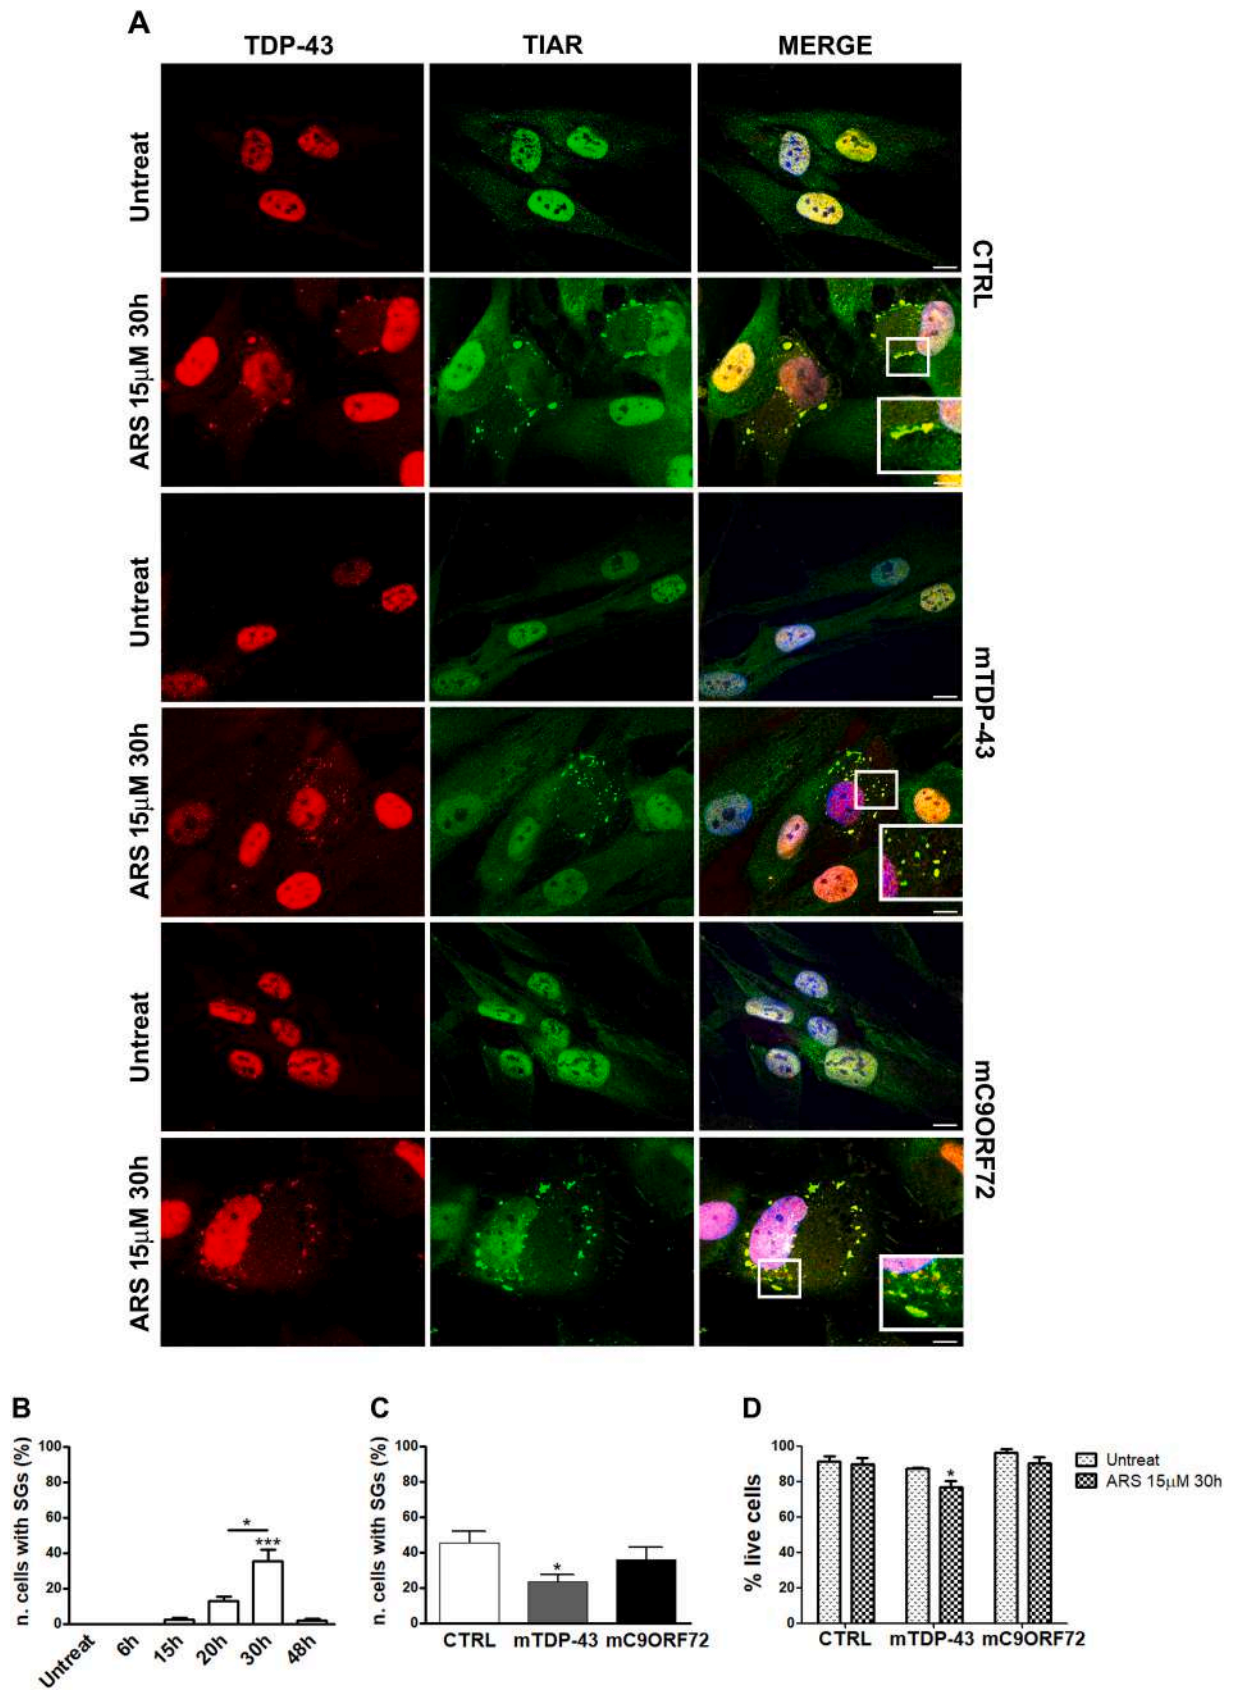 A
TDP-43 TIAR MERGE
Untreat
ARS 15µM 30h
CTRL
Untreat
ARS 15µM 30h
mTDP-43
Untreat
ARS 15µM 30h
mC9ORF72
B
n. cells with SGs (%)
100
80
60
40
20
0
*
***
Untreat 6h 15h 20h 30h 48h
C
n. cells with SGs (%)
100
80
60
40
20
0
*
CTRL mTDP-43 mC9ORF72
D
% live cells
100
80
60
40
20
0
*
CTRL mTDP-43 mC9ORF72
Untreat
ARS 15µM 30h